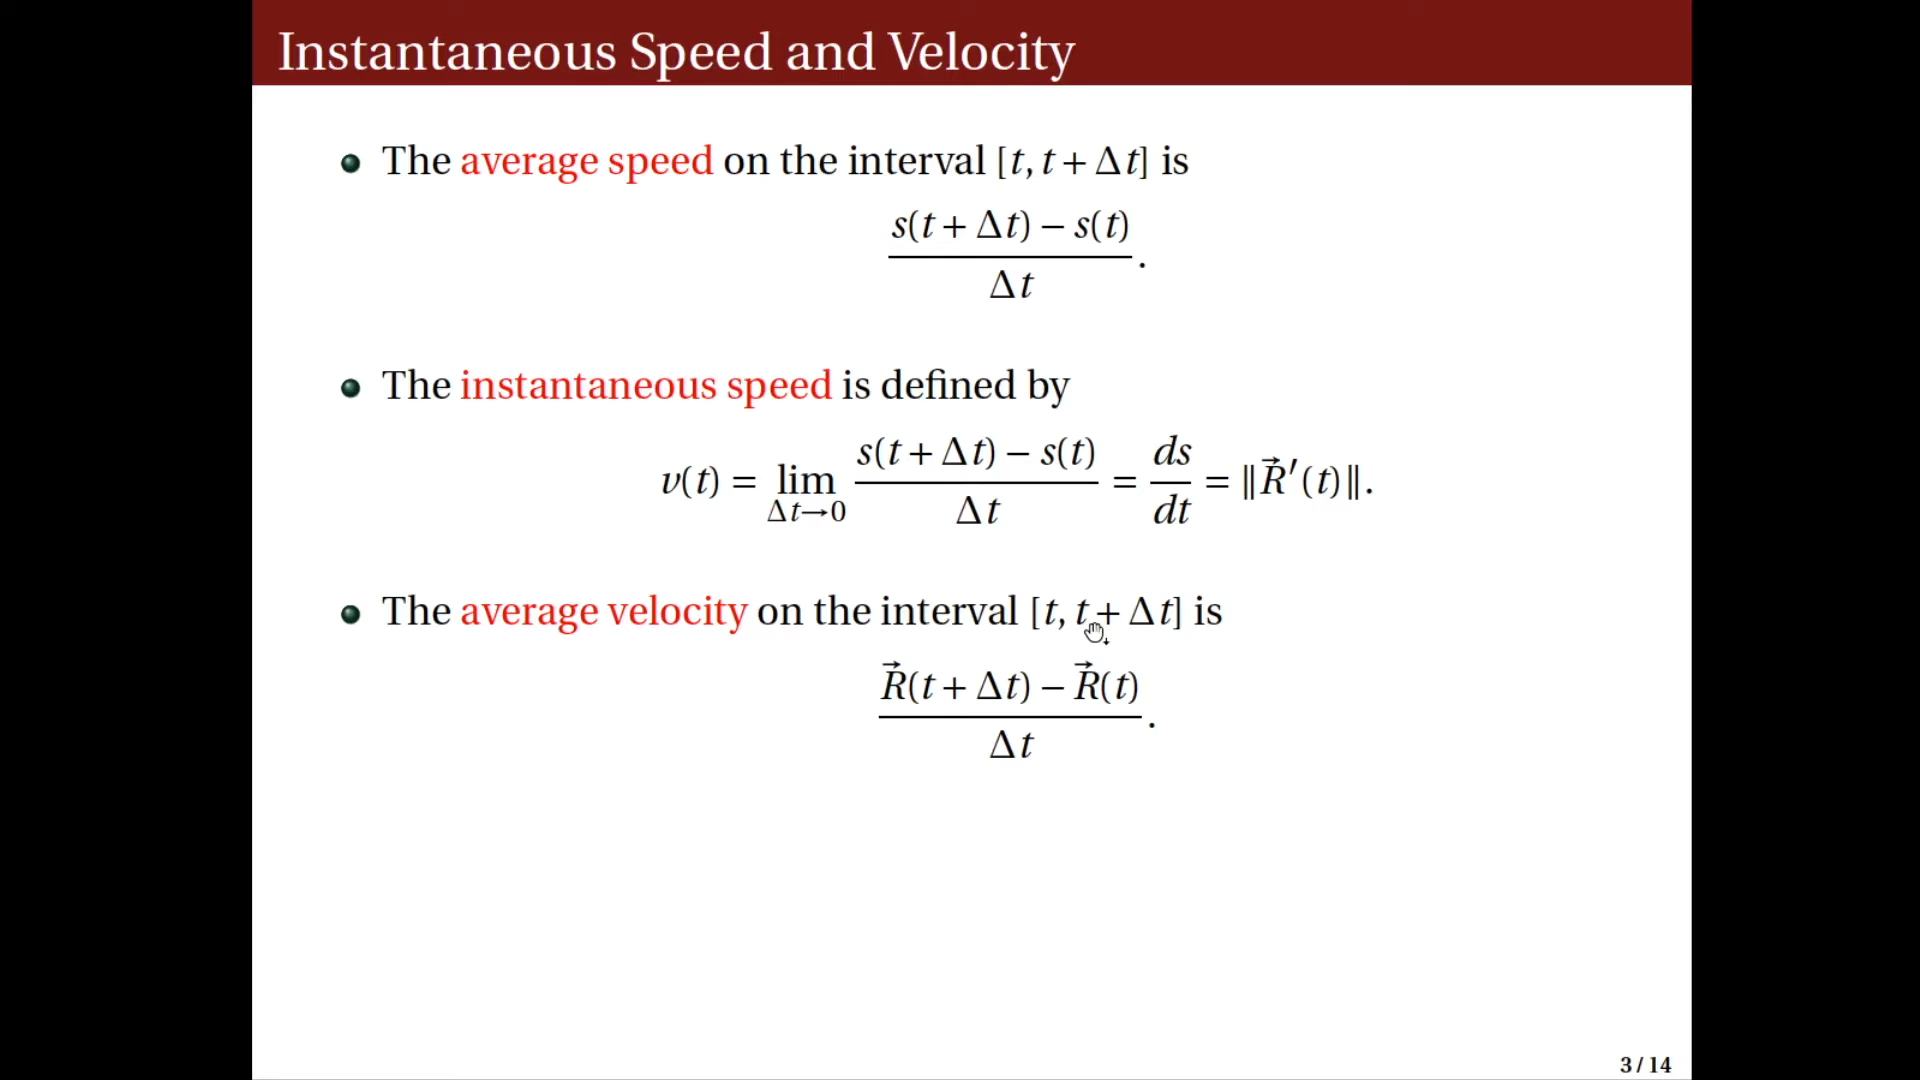 Instantaneous Speed and Velocity
The average speed on the interval [t, t + Δt] is
s(t + Δt) − s(t)
Δt .
The instantaneous speed is defined by
v(t) = lim Δt→0 s(t + Δt) − s(t) / Δt = ds/dt = ‖R⃗′(t)‖.
The average velocity on the interval [t, t + Δt] is
R⃗(t + Δt) − R⃗(t)
Δt .
3 / 14